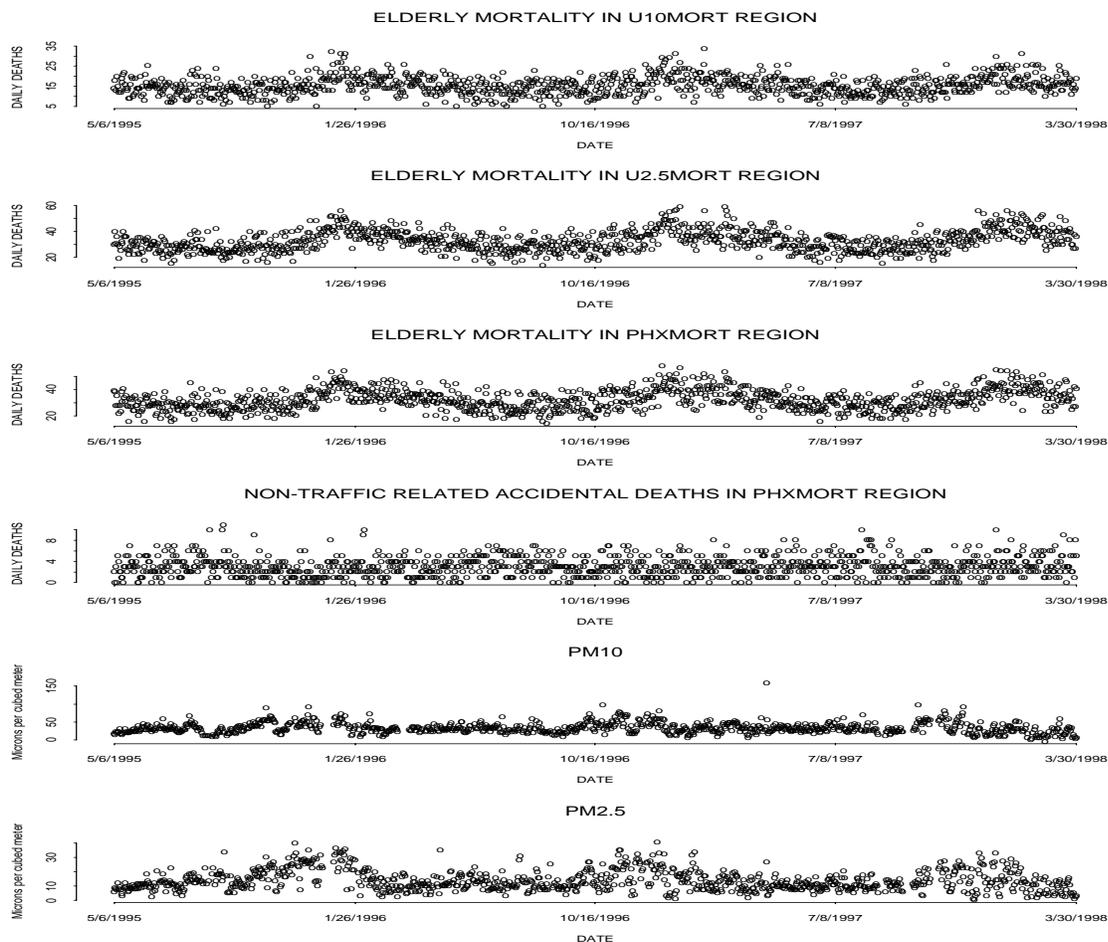 ELDERLY MORTALITY IN U10MORT REGION
DAILY DEATHS
35
25
15
5
5/6/1995 1/26/1996 10/16/1996 7/8/1997 3/30/1998
DATE
ELDERLY MORTALITY IN U2.5MORT REGION
DAILY DEATHS
60
40
20
5/6/1995 1/26/1996 10/16/1996 7/8/1997 3/30/1998
DATE
ELDERLY MORTALITY IN PHXMORT REGION
DAILY DEATHS
40
20
5/6/1995 1/26/1996 10/16/1996 7/8/1997 3/30/1998
DATE
NON-TRAFFIC RELATED ACCIDENTAL DEATHS IN PHXMORT REGION
DAILY DEATHS
8
4
0
5/6/1995 1/26/1996 10/16/1996 7/8/1997 3/30/1998
DATE
PM10
Microns per cubed meter
150
50
0
5/6/1995 1/26/1996 10/16/1996 7/8/1997 3/30/1998
DATE
PM2.5
Microns per cubed meter
30
10
0
5/6/1995 1/26/1996 10/16/1996 7/8/1997 3/30/1998
DATE